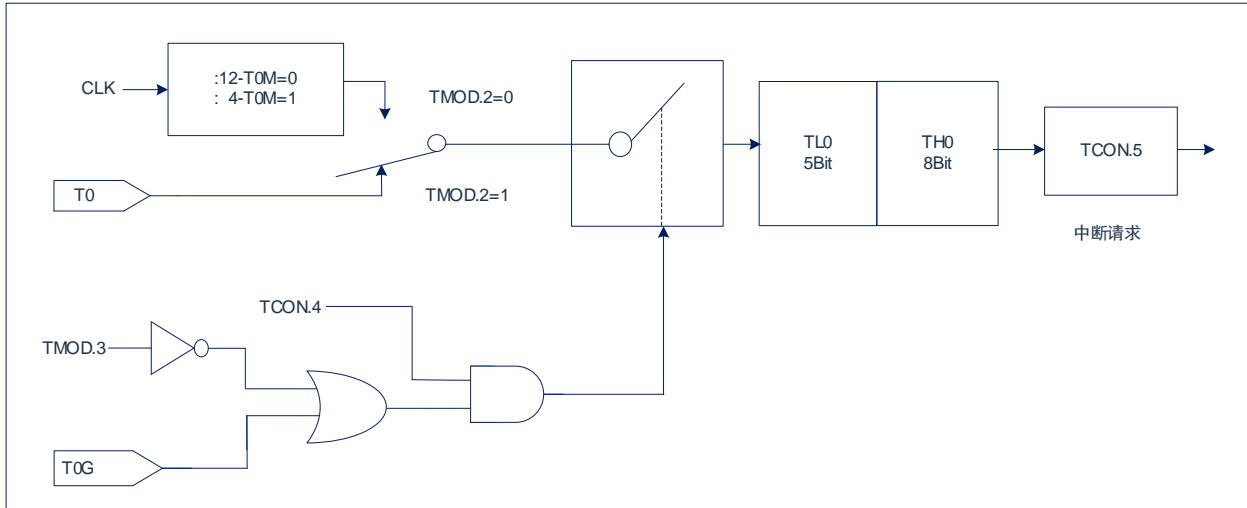 CLK
:12-T0M=0
: 4-T0M=1
TMOD.2=0
TMOD.2=1
T0
TL0
5Bit
TH0
8Bit
TCON.5
中断请求
TCON.4
TMOD.3
T0G